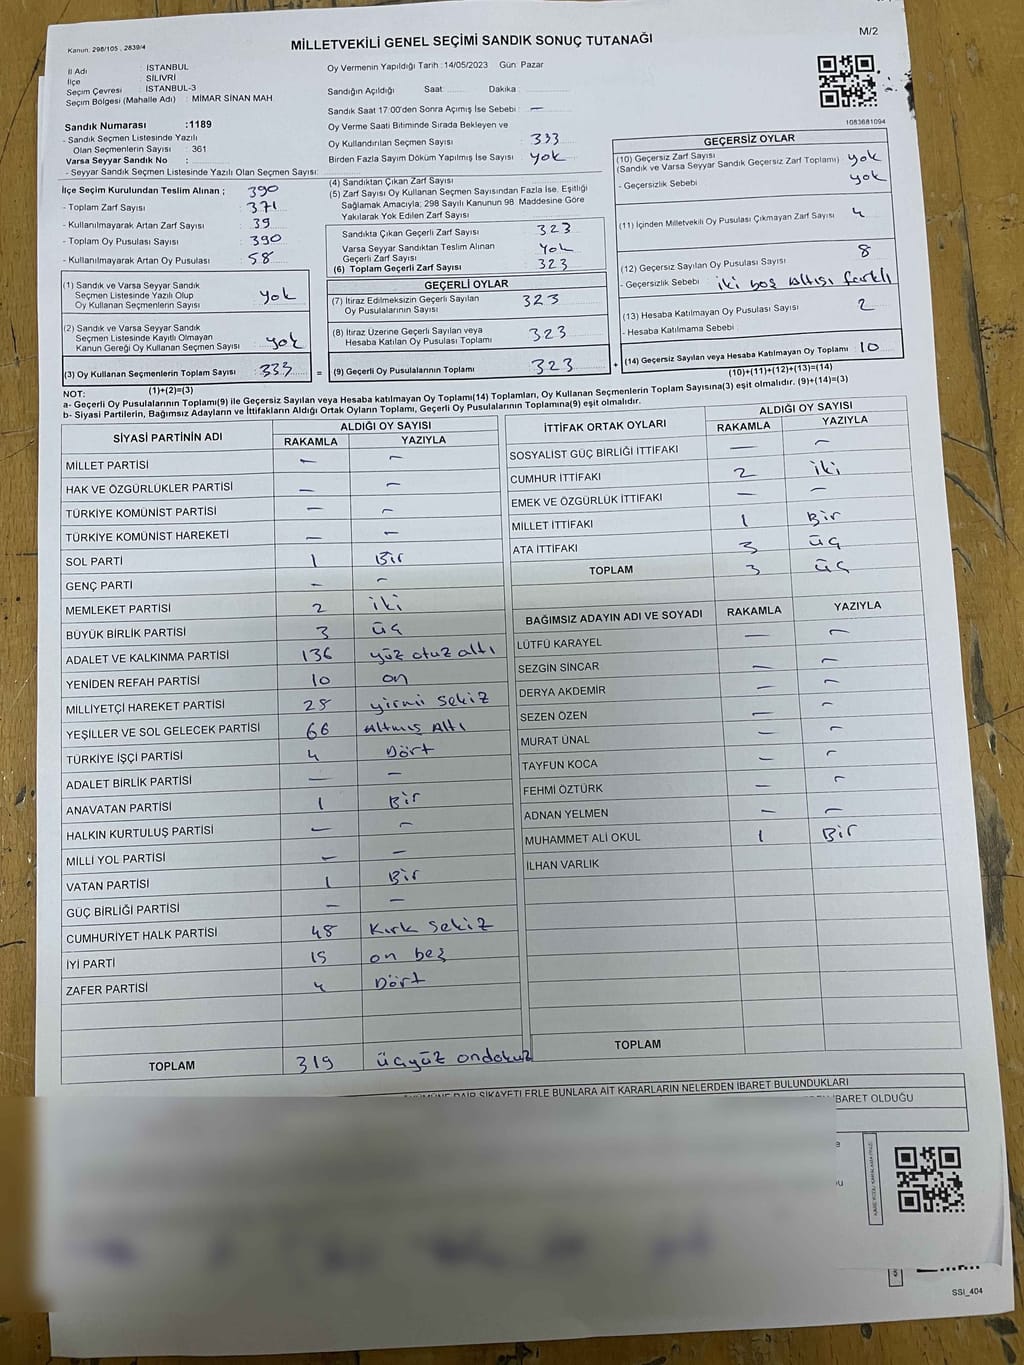 Kanun: 298/105 , 2839/4
MİLLETVEKİLİ GENEL SEÇİMİ SANDIK SONUÇ TUTANAĞI
M/2
İl Adı : İSTANBUL
İlçe : SİLİVRİ
Seçim Çevresi : İSTANBUL-3
Seçim Bölgesi (Mahalle Adı) : MİMAR SİNAN MAH
Sandık Numarası :1189
- Sandık Seçmen Listesinde Yazılı
Olan Seçmenlerin Sayısı : 361
Varsa Seyyar Sandık No :
- Seyyar Sandık Seçmen Listesinde Yazılı Olan Seçmen Sayısı:
Oy Vermenin Yapıldığı Tarih :14/05/2023 Gün: Pazar
Sandığın Açıldığı Saat: Dakika :
Sandık Saat 17:00'den Sonra Açımış İse Sebebi : —
Oy Verme Saati Bitiminde Sırada Bekleyen ve
Oy Kullandırılan Seçmen Sayısı : 333
Birden Fazla Sayım Döküm Yapılmış İse Sayısı : yok
1083681094
İlçe Seçim Kurulundan Teslim Alınan ; 390
- Toplam Zarf Sayısı : 371
- Kullanılmayarak Artan Zarf Sayısı : 39
- Toplam Oy Pusulası Sayısı : 390
- Kullanılmayarak Artan Oy Pusulası : 58
(1) Sandık ve Varsa Seyyar Sandık
Seçmen Listesinde Yazılı Olup
Oy Kullanan Seçmenlerin Sayısı : yok
(2) Sandık ve Varsa Seyyar Sandık
Seçmen Listesinde Kayıtlı Olmayan
Kanun Gereği Oy Kullanan Seçmen Sayısı : yok
(3) Oy Kullanan Seçmenlerin Toplam Sayısı : 333
(1)+(2)=(3)
(4) Sandıktan Çıkan Zarf Sayısı :
(5) Zarf Sayısı Oy Kullanan Seçmen Sayısından Fazla İse, Eşitliği
Sağlamak Amacıyla; 298 Sayılı Kanunun 98. Maddesine Göre
Yakılarak Yok Edilen Zarf Sayısı :
Sandıkta Çıkan Geçerli Zarf Sayısı : 323
Varsa Seyyar Sandıktan Teslim Alınan
Geçerli Zarf Sayısı : yok
(6) Toplam Geçerli Zarf Sayısı : 323
GEÇERLİ OYLAR
(7) İtiraz Edilmeksizin Geçerli Sayılan
Oy Pusulasının Sayısı : 323
(8) İtiraz Üzerine Geçerli Sayılan veya
Hesaba Katılan Oy Pusulası Toplamı : 323
= (9) Geçerli Oy Pusulalarının Toplamı : 323
GEÇERSİZ OYLAR
(10) Geçersiz Zarf Sayısı : yok
(Sandık ve Varsa Seyyar Sandık Geçersiz Zarf Toplamı)
- Geçersizlik Sebebi : yok
(11) İçinden Milletvekili Oy Pusulası Çıkmayan Zarf Sayısı : 4
(12) Geçersiz Sayılan Oy Pusulası Sayısı : 8
- Geçersizlik Sebebi : iki boş altısı farklı
(13) Hesaba Katılmayan Oy Pusulası Sayısı : 2
- Hesaba Katılmama Sebebi :
+ (14) Geçersiz Sayılan veya Hesaba Katılmayan Oy Toplamı : 10
(10)+(11)+(12)+(13)=(14)
NOT:
a- Geçerli Oy Pusulasının Toplamı(9) ile Geçersiz Sayılan veya Hesaba katılmayan Oy Toplamı(14) Toplamları, Oy Kullanan Seçmenlerin Toplam Sayısına(3) eşit olmalıdır. (9)+(14)=(3)
b- Siyasi Partilerin, Bağımsız Adayların ve İttifakların Aldığı Ortak Oyların Toplamı, Geçerli Oy Pusulalarının Toplamına(9) eşit olmalıdır.
SİYASİ PARTİNİN ADI ALDIĞI OY SAYISI
RAKAMLA YAZIYLA
MİLLET PARTİSİ — —
HAK VE ÖZGÜRLÜKLER PARTİSİ — —
TÜRKİYE KOMÜNİST PARTİSİ — —
TÜRKİYE KOMÜNİST HAREKETİ — —
SOL PARTİ 1 Bir
GENÇ PARTİ — —
MEMLEKET PARTİSİ 2 iki
BÜYÜK BİRLİK PARTİSİ 3 üç
ADALET VE KALKINMA PARTİSİ 136 yüz otuz altı
YENİDEN REFAH PARTİSİ 10 on
MİLLİYETÇİ HAREKET PARTİSİ 28 yirmi sekiz
YEŞİLLER VE SOL GELECEK PARTİSİ 66 Altmış Altı
TÜRKİYE İŞÇİ PARTİSİ 4 Dört
ADALET BİRLİK PARTİSİ — —
ANAVATAN PARTİSİ 1 Bir
HALKIN KURTULUŞ PARTİSİ — —
MİLLİ YOL PARTİSİ — —
VATAN PARTİSİ 1 Bir
GÜÇ BİRLİĞİ PARTİSİ — —
CUMHURİYET HALK PARTİSİ 48 Kırk Sekiz
İYİ PARTİ 15 on beş
ZAFER PARTİSİ 4 Dört
TOPLAM 319 üçyüz ondokuz
İTTİFAK ORTAK OYLARI ALDIĞI OY SAYISI
RAKAMLA YAZIYLA
SOSYALİST GÜÇ BİRLİĞİ İTTİFAKI — —
CUMHUR İTTİFAKI 2 iki
EMEK VE ÖZGÜRLÜK İTTİFAKI — —
MİLLET İTTİFAKI 1 Bir
ATA İTTİFAKI 3 üç
TOPLAM 3 üç
BAĞIMSIZ ADAYIN ADI VE SOYADI RAKAMLA YAZIYLA
LÜTFÜ KARAYEL — —
SEZGİN SİNCAR — —
DERYA AKDEMİR — —
SEZEN ÖZEN — —
MURAT ÜNAL — —
TAYFUN KOCA — —
FEHMİ ÖZTÜRK — —
ADNAN YELMEN — —
MUHAMMET ALİ OKUL 1 Bir
İLHAN VARLIK
TOPLAM
DAİR ŞİKAYETLERLE BUNLARA AİT KARARLARIN NELERDEN İBARET BULUNDUKLARI
İBARET OLDUĞU
SSI_404